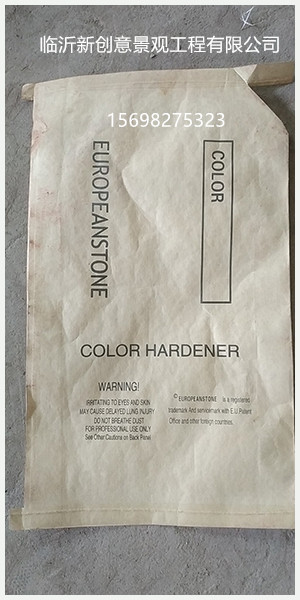 临沂新创意景观工程有限公司
15698275323
EUROPEANSTONE
COLOR
COLOR HARDENER
WARNING!
IRRITATING TO EYES AND SKIN
MAY CAUSE DELAYED LUNG INJURY
DO NOT BREATHE DUST
FOR PROFESSIONAL USE ONLY
See Other Cautions on Back Panel
© EUROPEANSTONE is a registered
trademark And servicemark with E.U.Patent
Office and other foreign countries.